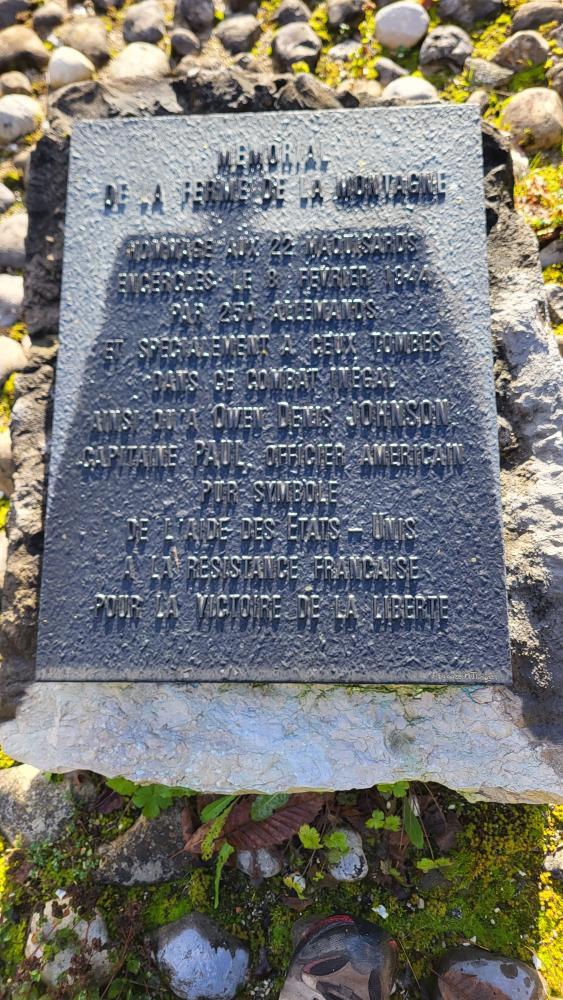 MEMORIAL
DE LA FERME DE LA MONTAGNE
HOMMAGE AUX 22 MAQUISARDS
ENCERCLES LE 8 FEVRIER 1944
PAR 250 ALLEMANDS
ET SPECIALEMENT A CEUX TOMBES
DANS CE COMBAT INEGAL
AINSI QU'A OWEN DENIS JOHNSON,
CAPITAINE PAUL, OFFICIER AMERICAIN
PUR SYMBOLE
DE L'AIDE DES ETATS - UNIS
A LA RESISTANCE FRANCAISE
POUR LA VICTOIRE DE LA LIBERTE